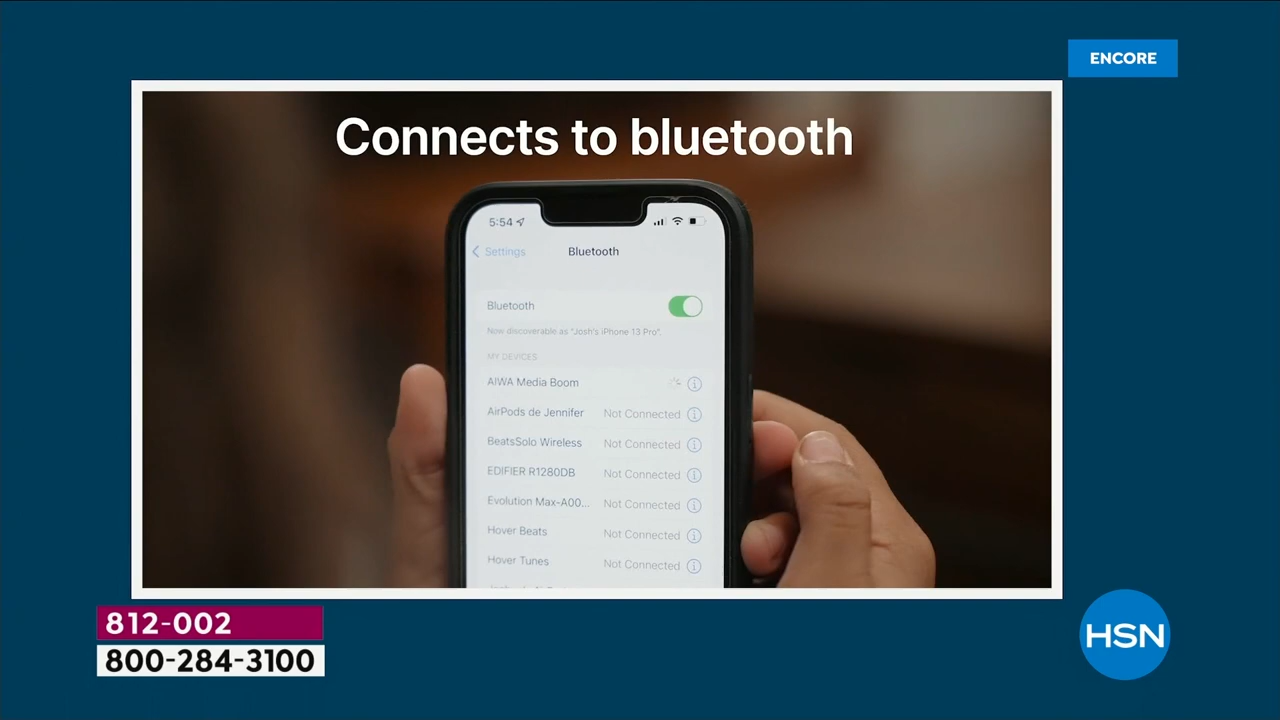 ENCORE
Connects to bluetooth
5:54
Settings
Bluetooth
Bluetooth
Now discoverable as "Josh's iPhone 13 Pro".
MY DEVICES
AIWA Media Boom
AirPods de Jennifer Not Connected
BeatsSolo Wireless Not Connected
EDIFIER R1280DB Not Connected
Evolution Max-A00... Not Connected
Hover Beats Not Connected
Hover Tunes Not Connected
812-002
800-284-3100
HSN